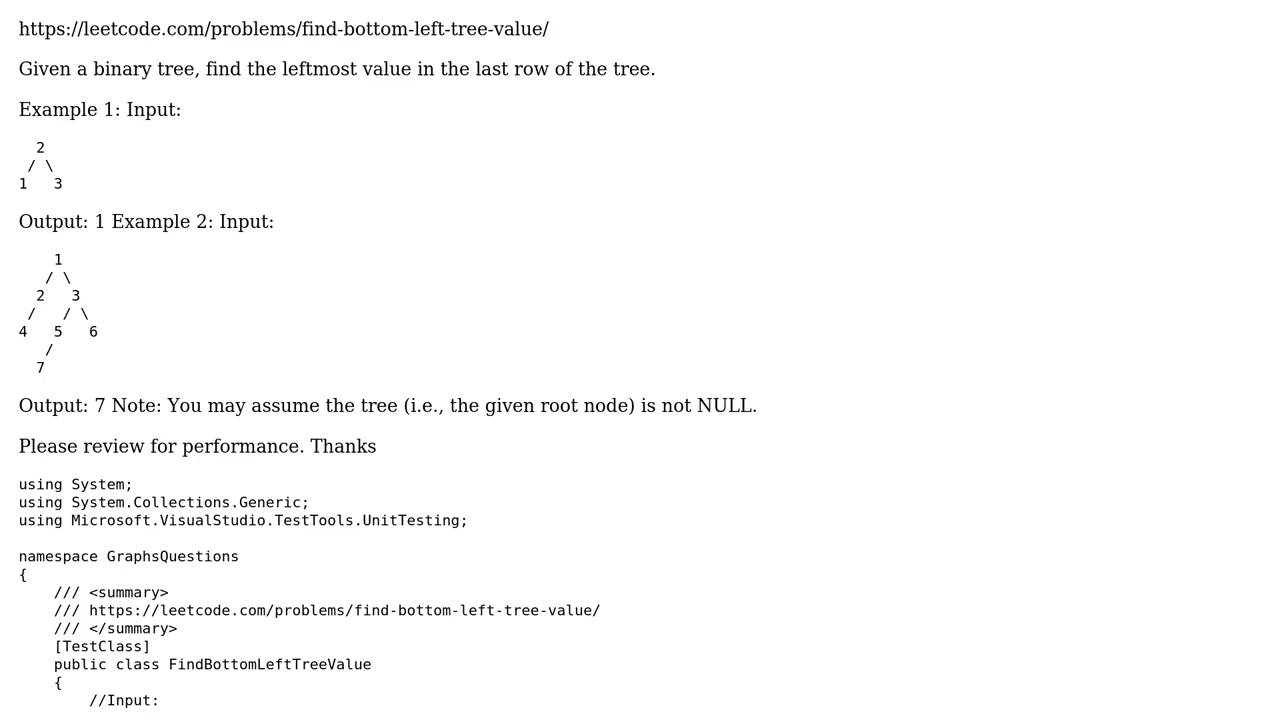 https://leetcode.com/problems/find-bottom-left-tree-value/
Given a binary tree, find the leftmost value in the last row of the tree.
Example 1: Input:
  2
 / \
1   3
Output: 1 Example 2: Input:
    1
   / \
  2   3
 /   / \
4   5   6
   /
  7
Output: 7 Note: You may assume the tree (i.e., the given root node) is not NULL.
Please review for performance. Thanks
using System;
using System.Collections.Generic;
using Microsoft.VisualStudio.TestTools.UnitTesting;
namespace GraphsQuestions
{
    /// <summary>
    /// https://leetcode.com/problems/find-bottom-left-tree-value/
    /// </summary>
    [TestClass]
    public class FindBottomLeftTreeValue
    {
        //Input: